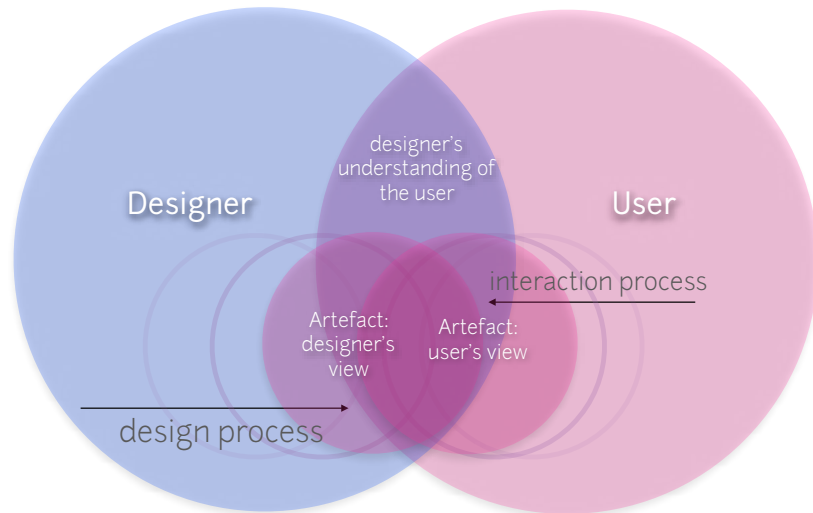 designer's
understanding of
the user
Designer
User
interaction process
Artefact:
designer's
view
Artefact:
user's view
design process